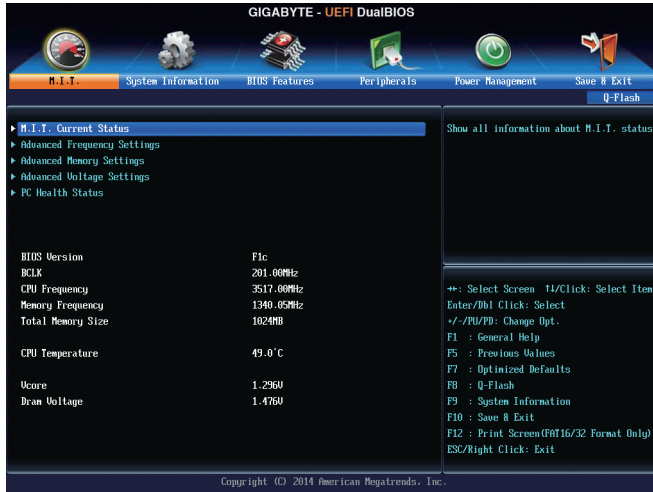 GIGABYTE - UEFI DualBIOS
M.I.T. System Information BIOS Features Peripherals Power Management Save & Exit
Q-Flash
M.I.T. Current Status
Advanced Frequency Settings
Advanced Memory Settings
Advanced Voltage Settings
PC Health Status
BIOS Version F1c
BCLK 201.00MHz
CPU Frequency 3517.00MHz
Memory Frequency 1340.05MHz
Total Memory Size 1024MB
CPU Temperature 49.0°C
Vcore 1.296V
Dram Voltage 1.476V
Show all information about M.I.T. status
→←: Select Screen ↑↓/Click: Select Item
Enter/Dbl Click: Select
+/-/PU/PD: Change Opt.
F1 : General Help
F5 : Previous Values
F7 : Optimized Defaults
F8 : Q-Flash
F9 : System Information
F10 : Save & Exit
F12 : Print Screen(FAT16/32 Format Only)
ESC/Right Click: Exit
Copyright (C) 2014 American Megatrends, Inc.